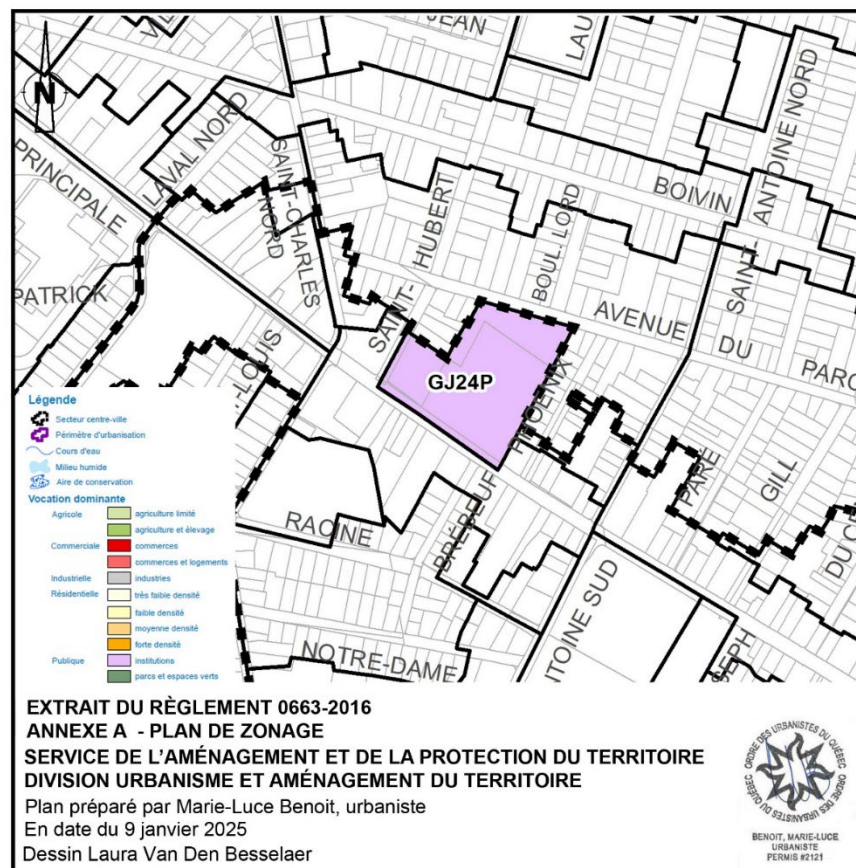 JEAN
LAU
N
LAVAL NORD
PRINCIPALE
SAINT-CHARLES
NORD
SAINT-
HUBERT
BOUL. LORD
BOIVIN
SAINT-
ANTOINE NORD
PATRICK
-LOUIS
AVENUE
DU
PARC
GJ24P
PHOENIX
BRÉBEUF
PARÉ
GILL
RACINE
NOTRE-DAME
NTOINE SUD
SEPH
Légende
Secteur centre-ville
Périmètre d'urbanisation
Cours d'eau
Milieu humide
Aire de conservation
Vocation dominante
Agricole agriculture limité
agriculture et élevage
Commerciale commerces
commerces et logements
Industrielle industries
Résidentielle très faible densité
faible densité
moyenne densité
forte densité
Publique institutions
parcs et espaces verts
EXTRAIT DU RÈGLEMENT 0663-2016
ANNEXE A - PLAN DE ZONAGE
SERVICE DE L'AMÉNAGEMENT ET DE LA PROTECTION DU TERRITOIRE
DIVISION URBANISME ET AMÉNAGEMENT DU TERRITOIRE
Plan préparé par Marie-Luce Benoit, urbaniste
En date du 9 janvier 2025
Dessin Laura Van Den Besselaer
ORDRE DES URBANISTES DU QUÉBEC ORDRE DES URBANISTES DU QUÉBEC
BENOIT, MARIE-LUCE
URBANISTE
PERMIS #2121